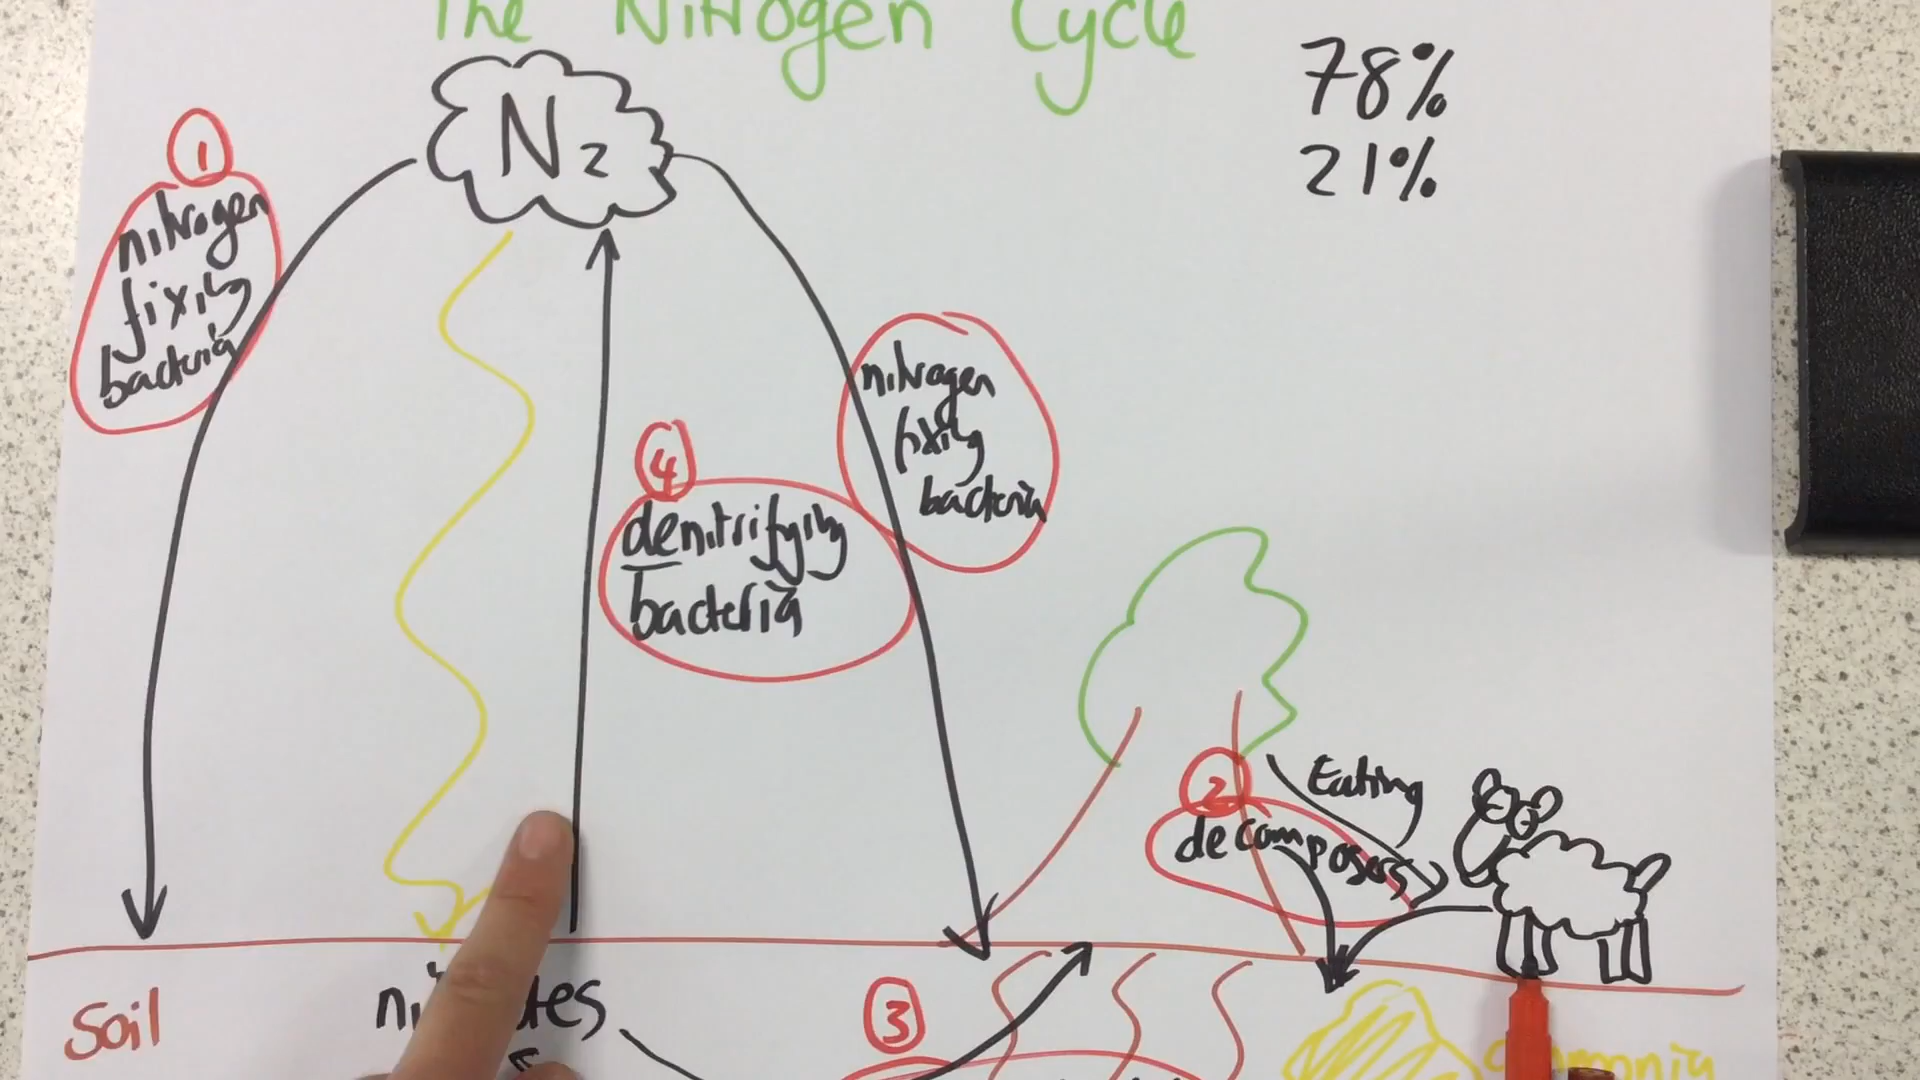 The Nitrogen Cycle
78%
21%
N2
1
nitrogen
fixing
bacteria
nitrogen
fixing
bacteria
4
denitrifying
bacteria
2
decomposers
Eating
Soil
3